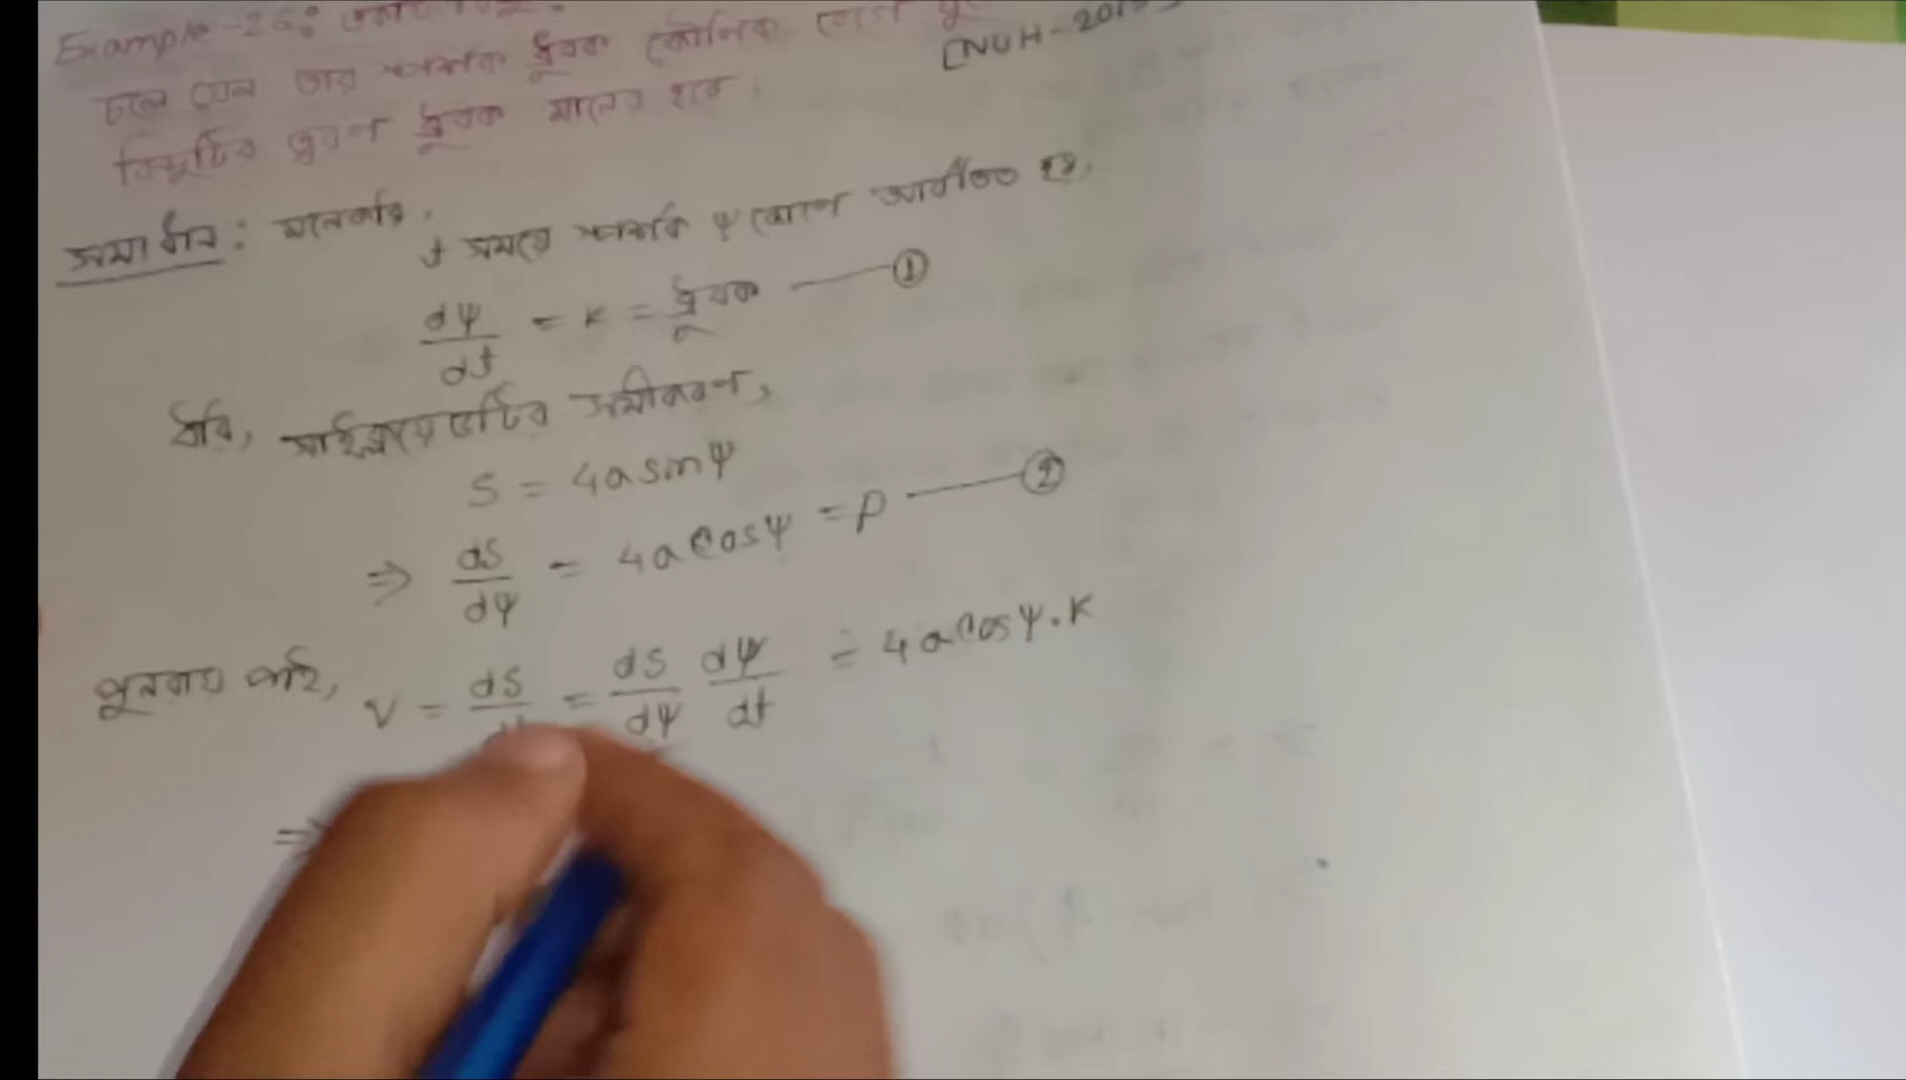 Example-26:
চলে যেন তার স্পর্শক ধ্রুবক কৌনিক বেগে
[NUH-201
বিন্দুটির ত্বরণ ধ্রুবক মানের হবে।
সমাধান: মনেকরি,
t সময়ে স্পর্শক ψ কোণে আবর্তিত হয়,
dψ/dt = K = ধ্রুবক —— ①
ধরি, সাইক্লয়েডটির সমীকরণ,
S = 4a sinψ
⇒ ds/dψ = 4a cosψ = ρ —— ②
পুনরায় পাই, v = ds/dt = ds/dψ dψ/dt = 4a cosψ.K
⇒